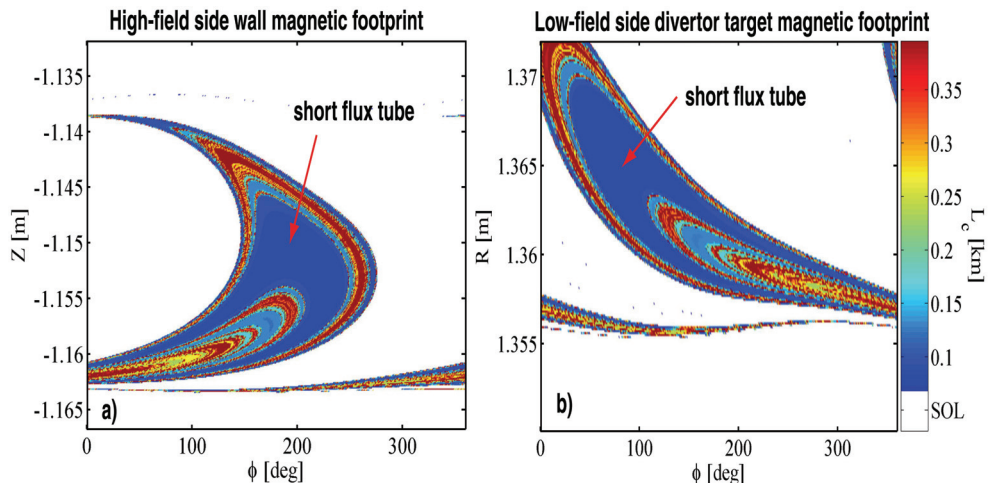 High-field side wall magnetic footprint
Low-field side divertor target magnetic footprint
-1.135
-1.14
-1.145
-1.15
-1.155
-1.16
-1.165
Z [m]
short flux tube
a)
0
100
200
300
ϕ [deg]
1.37
1.365
1.36
1.355
R [m]
short flux tube
b)
0
100
200
300
ϕ [deg]
0.35
0.3
0.25
0.2
0.15
0.1
SOL
L_c [km]